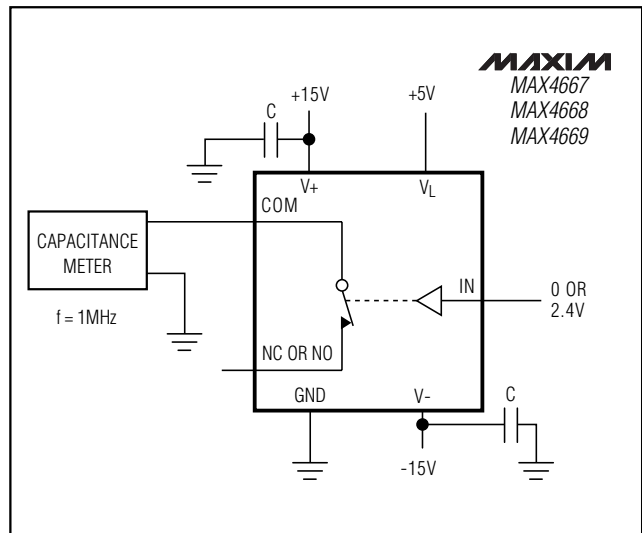 MAXIM
MAX4667
MAX4668
MAX4669
+15V
+5V
C
V+
VL
COM
CAPACITANCE
METER
f = 1MHz
IN
0 OR
2.4V
NC OR NO
GND
V-
C
-15V